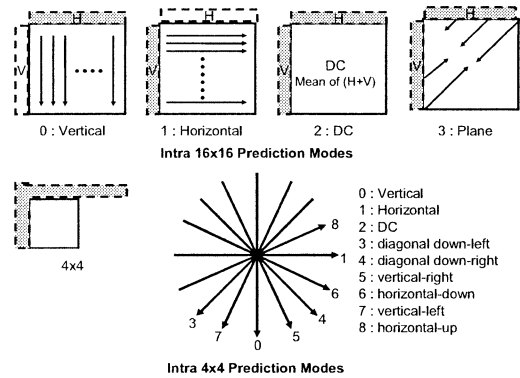 H H H H
V V V V
DC
Mean of (H+V)
0 : Vertical 1 : Horizontal 2 : DC 3 : Plane
Intra 16x16 Prediction Modes
4x4
8
1
6
4
5
0
7
3
0 : Vertical
1 : Horizontal
2 : DC
3 : diagonal down-left
4 : diagonal down-right
5 : vertical-right
6 : horizontal-down
7 : vertical-left
8 : horizontal-up
Intra 4x4 Prediction Modes